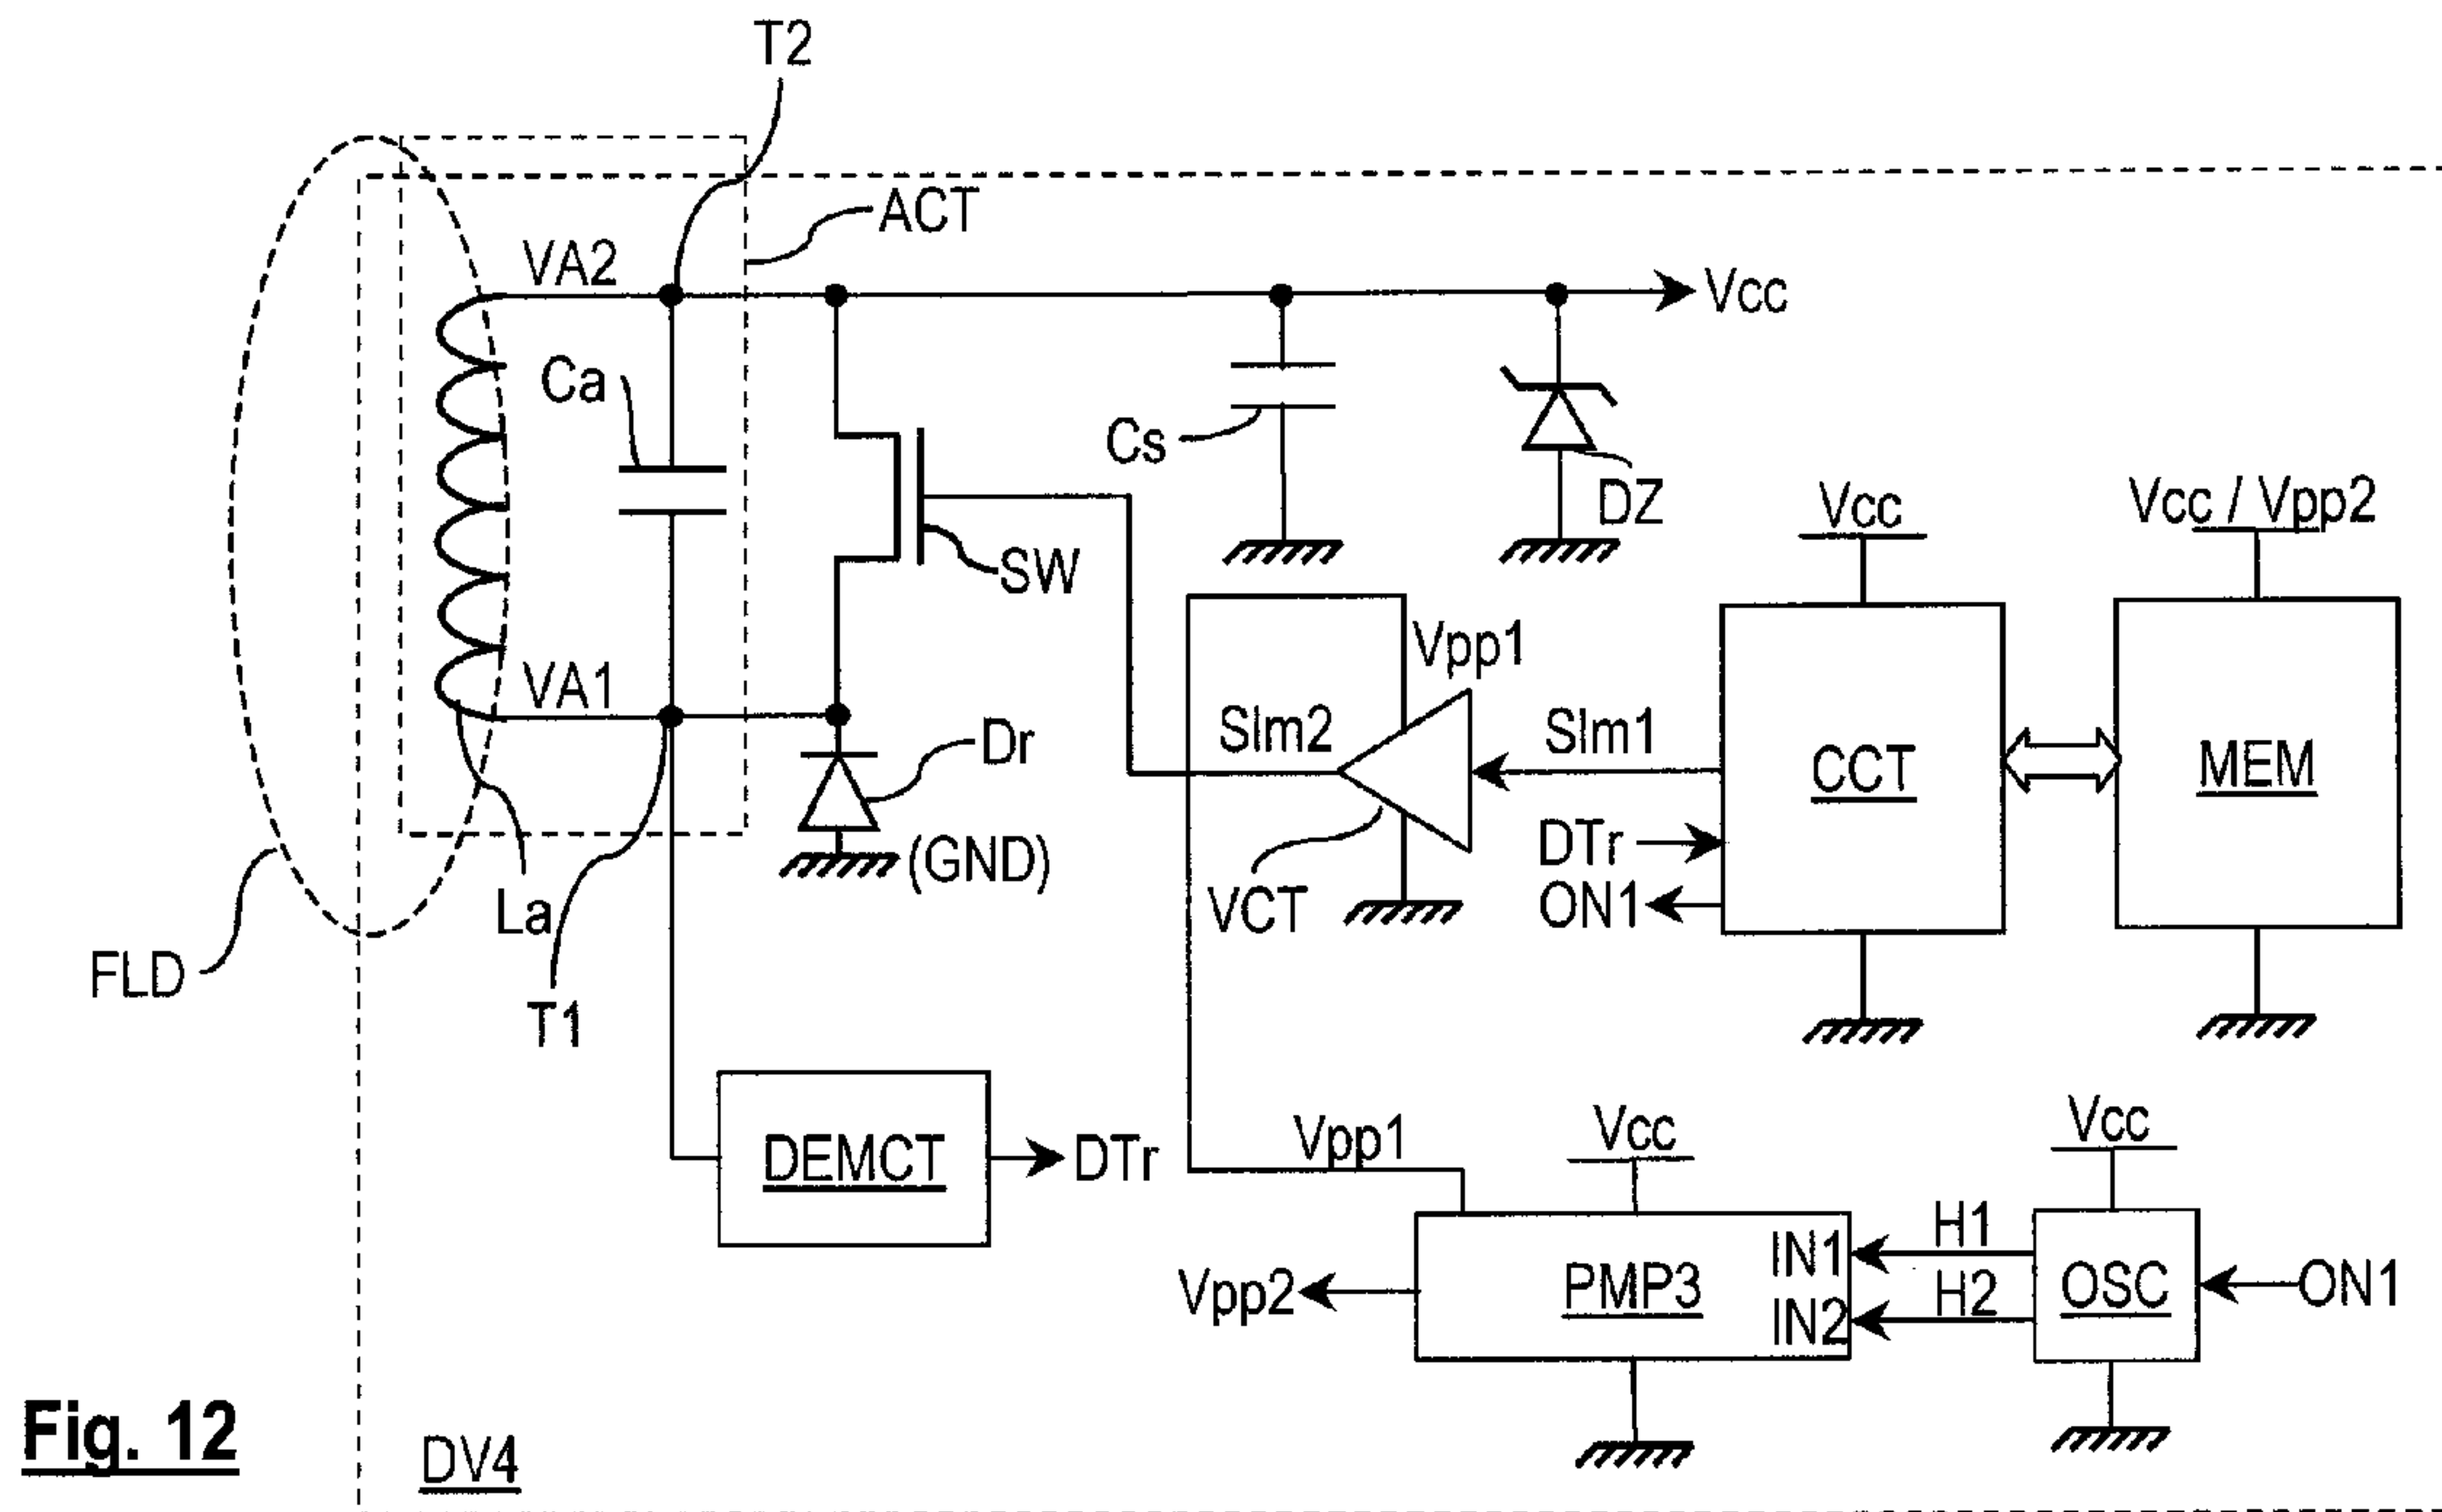 T2
ACT
VA2
Vcc
Ca
Cs
DZ
SW
Vcc
Vcc / Vpp2
Vpp1
VA1
Slm2
Slm1
Dr
CCT
MEM
(GND)
DTr
VCT
ON1
La
FLD
T1
Vpp1
Vcc
Vcc
DEMCT
DTr
IN1
H1
Vpp2
PMP3
OSC
ON1
IN2
H2
Fig. 12
DV4